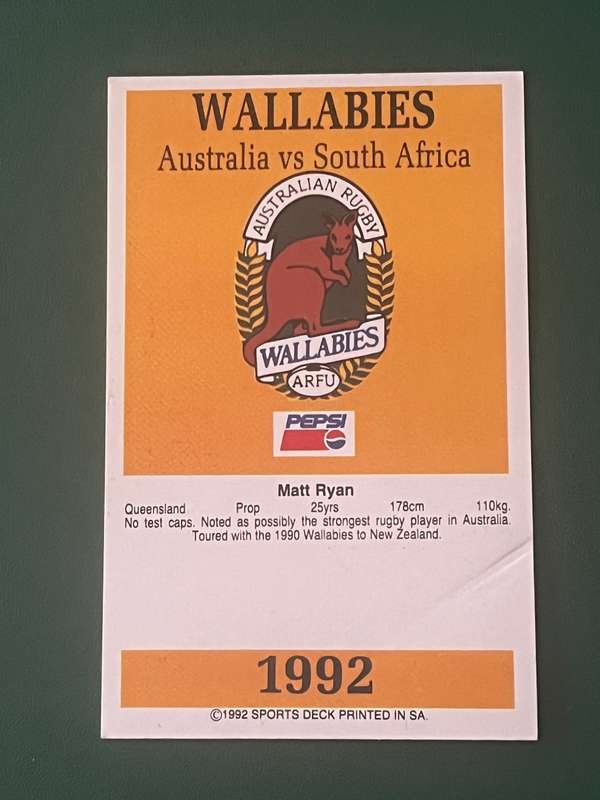 WALLABIES
Australia vs South Africa
AUSTRALIAN RUGBY
WALLABIES
ARFU
PEPSI
Matt Ryan
Queensland Prop 25yrs 178cm 110kg.
No test caps. Noted as possibly the strongest rugby player in Australia.
Toured with the 1990 Wallabies to New Zealand.
1992
©1992 SPORTS DECK PRINTED IN SA.